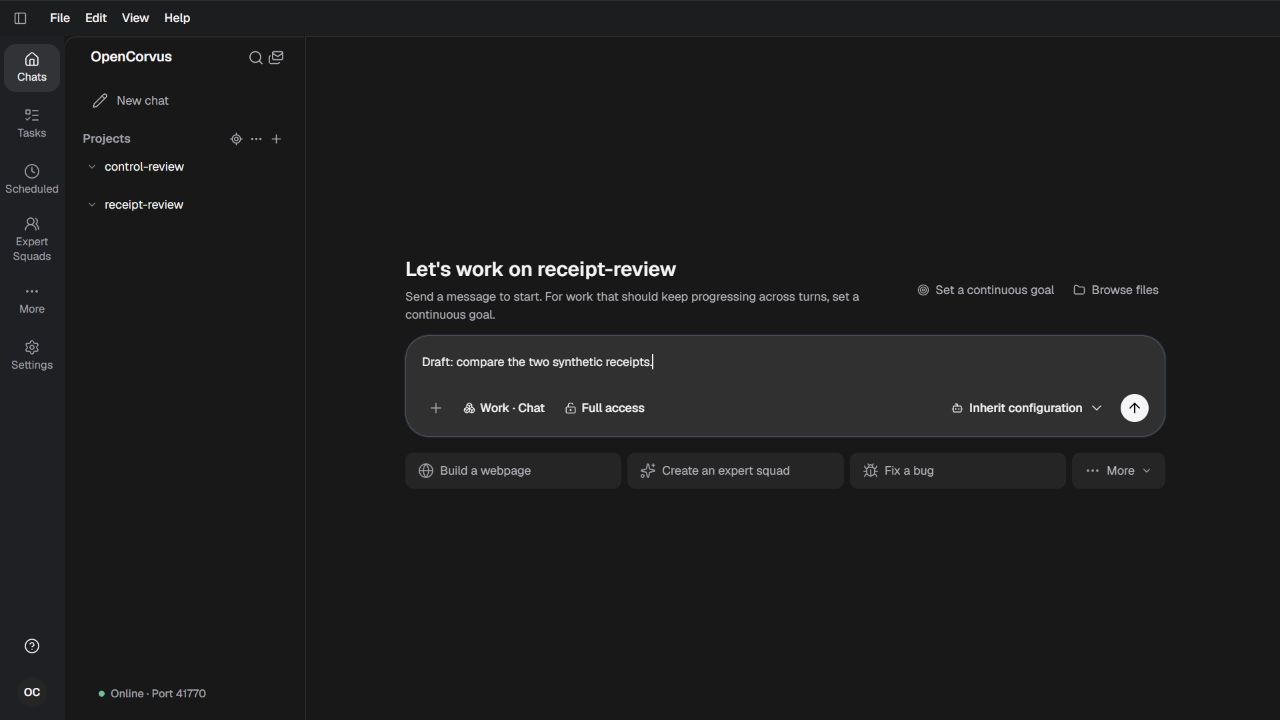 File Edit View Help
Chats
Tasks
Scheduled
Expert
Squads
More
Settings
OC
OpenCorvus
New chat
Projects
control-review
receipt-review
Online · Port 41770
Let's work on receipt-review
Send a message to start. For work that should keep progressing across turns, set a
continuous goal.
Set a continuous goal
Browse files
Draft: compare the two synthetic receipts.
Work · Chat
Full access
Inherit configuration
Build a webpage
Create an expert squad
Fix a bug
More